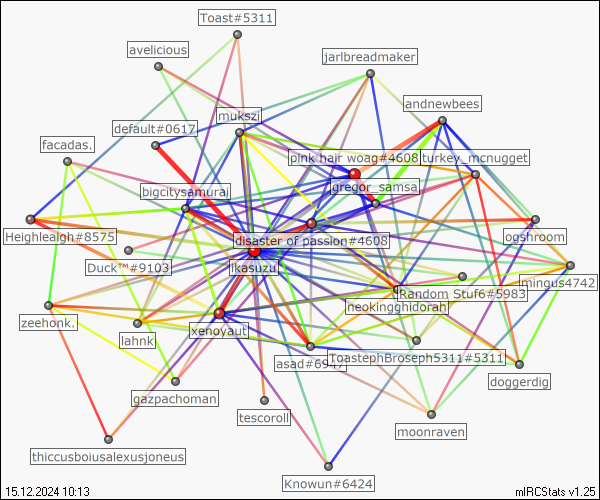 Toast#5311
avelicious
jarlbreadmaker
andnewbees
mukszi
default#0617
facadas.
pink hair woag#4608
turkey_mcnugget
gregor_samsa
bigcitysamurai
Heighleaigh#8575
disaster of passion#4608
ogshroom
Duck™#9103
ikasuzu
mingus4742
Random Stuf6#5983
neokingghidorah
zeehonk.
lahnk
xenoyaut
asad#6947
ToastephBroseph5311#5311
doggerdig
gazpachoman
tescoroll
moonraven
thiccusboiusalexusjoneus
Knowun#6424
15.12.2024 10:13
mIRCStats v1.25